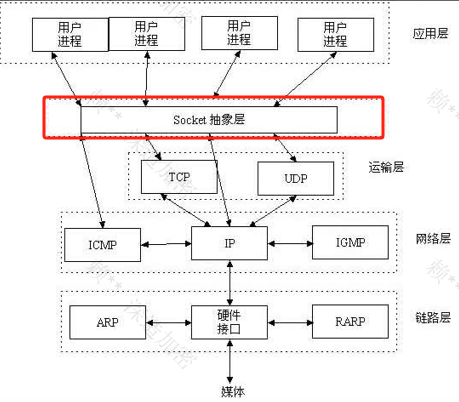 用户
进程
用户
进程
用户
进程
用户
进程
应用层
Socket 抽象层
运输层
TCP
UDP
ICMP
IP
IGMP
网络层
ARP
硬件
接口
RARP
链路层
媒体